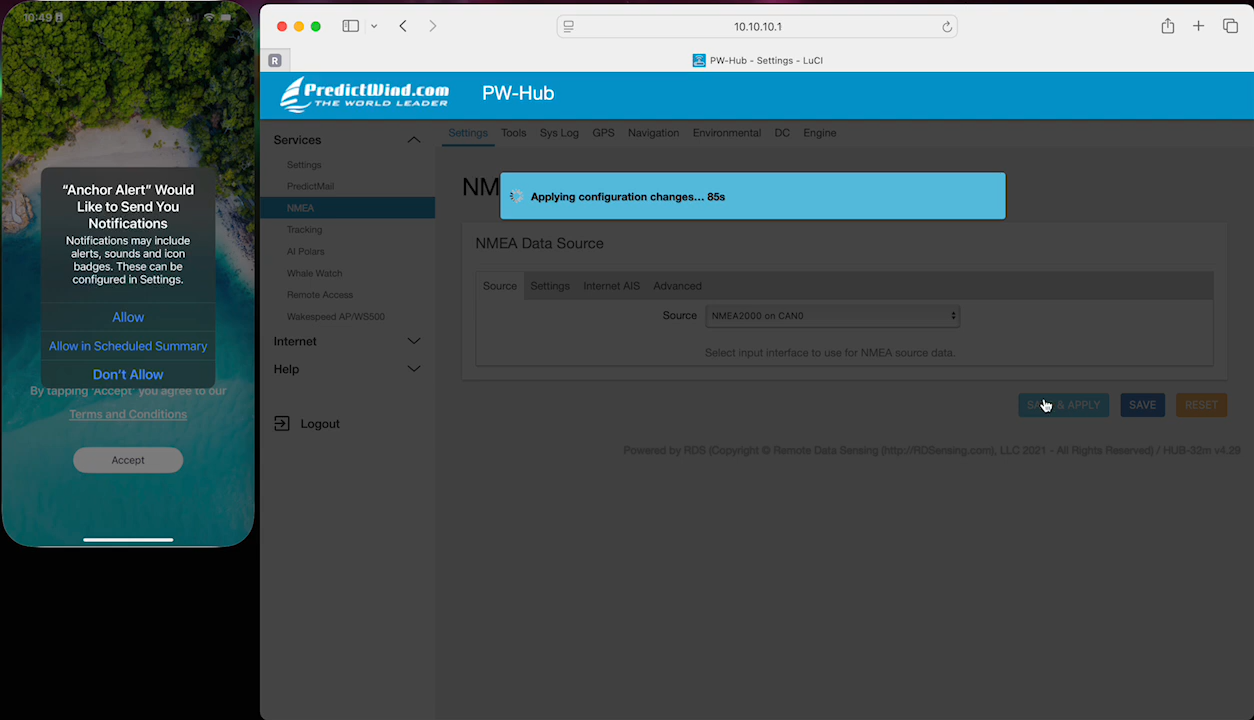 10:49
"Anchor Alert" Would
Like to Send You
Notifications
Notifications may include
alerts, sounds and icon
badges. These can be
configured in Settings.
Allow
Allow in Scheduled Summary
Don't Allow
By tapping 'Accept' you agree to our
Terms and Conditions
Accept
10.10.10.1
R
PW-Hub - Settings - LuCI
PredictWind.com
THE WORLD LEADER
PW-Hub
Services
Settings
PredictMail
NMEA
Tracking
AI Polars
Whale Watch
Remote Access
Wakespeed AP/WS500
Internet
Help
Logout
Settings Tools Sys Log GPS Navigation Environmental DC Engine
NM
Applying configuration changes... 85s
NMEA Data Source
Source Settings Internet AIS Advanced
Source NMEA2000 on CAN0
Select input interface to use for NMEA source data.
SAVE & APPLY SAVE RESET
Powered by RDS (Copyright © Remote Data Sensing (http://RDSensing.com), LLC 2021 - All Rights Reserved) / HUB-32m v4.29